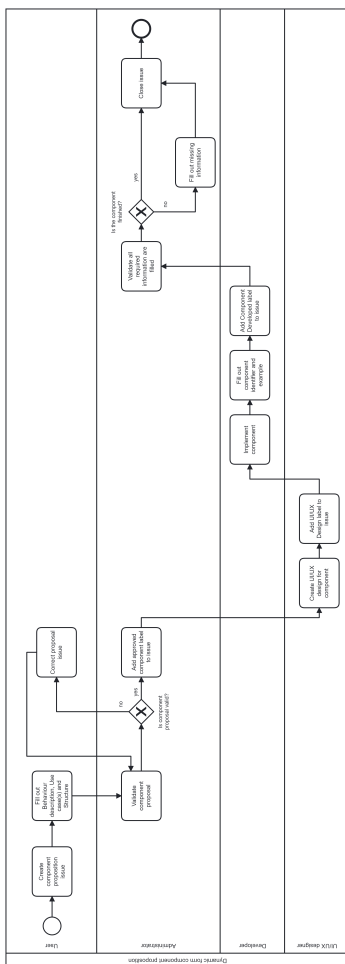 Dynamic form component proposition
User
Administrator
Developer
UI/UX designer
Create
component
proposition
issue
Fill out
Behaviour
description, Use
case(s) and
Structure
Validate
component
proposal
Is component
proposal valid?
no
yes
Correct proposal
issue
Add approved
component label
to issue
Create UI/UX
design for
component
Add UI/UX
Design label to
issue
Implement
component
Fill out
component
identifier and
example
Add Component
Developed label
to issue
Validate all
required
information are
filled
Is the component
finished?
no
yes
Fill out missing
information
Close issue